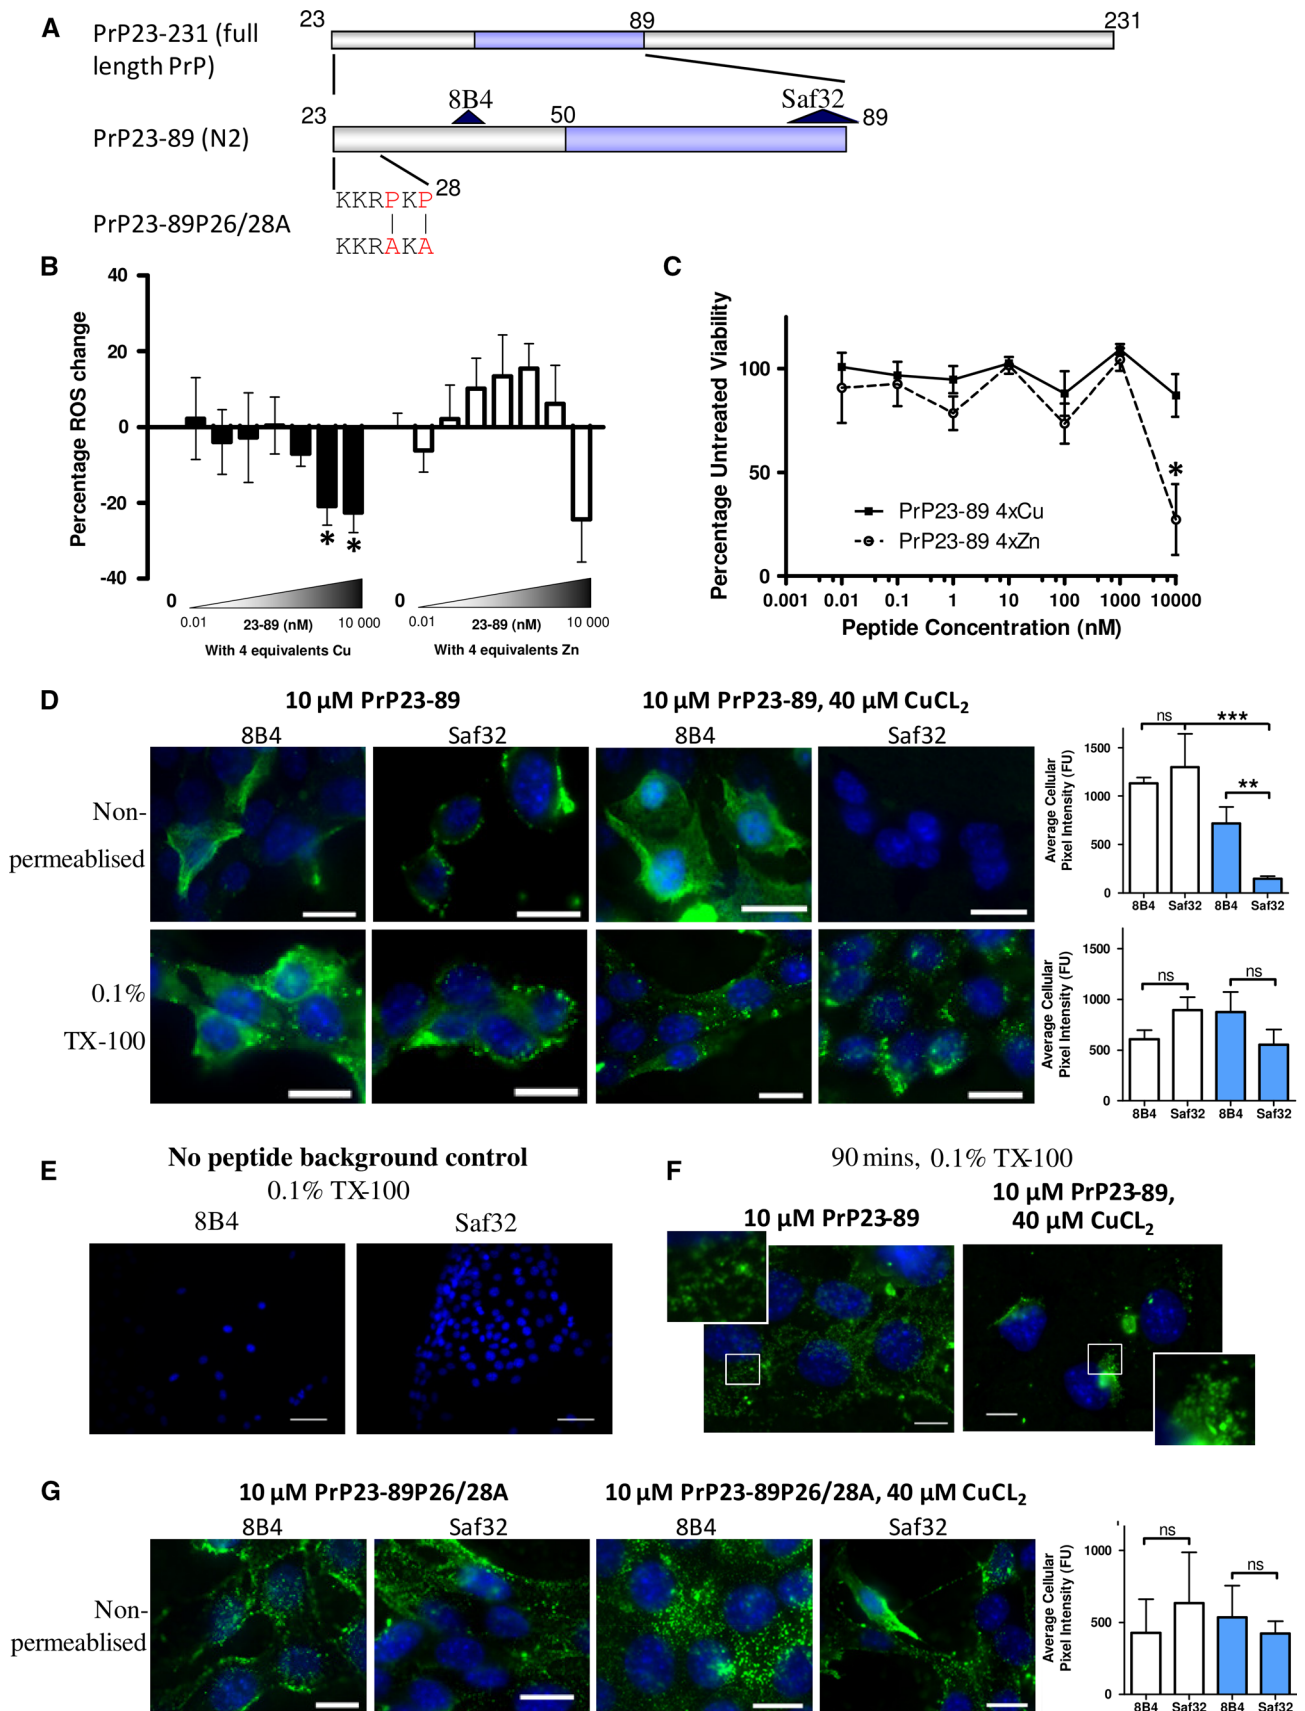 A
PrP23-231 (full
length PrP)
23
89
231
8B4
Saf32
PrP23-89 (N2)
23
50
89
28
KKRPKP
PrP23-89P26/28A
KKRAKA
B
Percentage ROS change
40
20
0
-20
-40
*
*
0
0.01
23-89 (nM)
10 000
With 4 equivalents Cu
0
0.01
23-89 (nM)
10 000
With 4 equivalents Zn
C
Percentage Untreated Viability
100
50
0
*
PrP23-89 4xCu
PrP23-89 4xZn
0.001
0.01
0.1
1
10
100
1000
10000
Peptide Concentration (nM)
D
10 µM PrP23-89
10 µM PrP23-89, 40 µM CuCL2
8B4
Saf32
8B4
Saf32
Non-
permeablised
0.1%
TX-100
Average Cellular
Pixel Intensity (FU)
1500
1000
500
0
ns
***
**
8B4
Saf32
8B4
Saf32
Average Cellular
Pixel Intensity (FU)
1500
1000
500
0
ns
ns
8B4
Saf32
8B4
Saf32
E
No peptide background control
0.1% TX-100
8B4
Saf32
F
90 mins, 0.1% TX-100
10 µM PrP23-89
10 µM PrP23-89,
40 µM CuCL2
G
10 µM PrP23-89P26/28A
10 µM PrP23-89P26/28A, 40 µM CuCL2
8B4
Saf32
8B4
Saf32
Non-
permeablised
Average Cellular
Pixel Intensity (FU)
1000
500
0
ns
ns
8B4
Saf32
8B4
Saf32